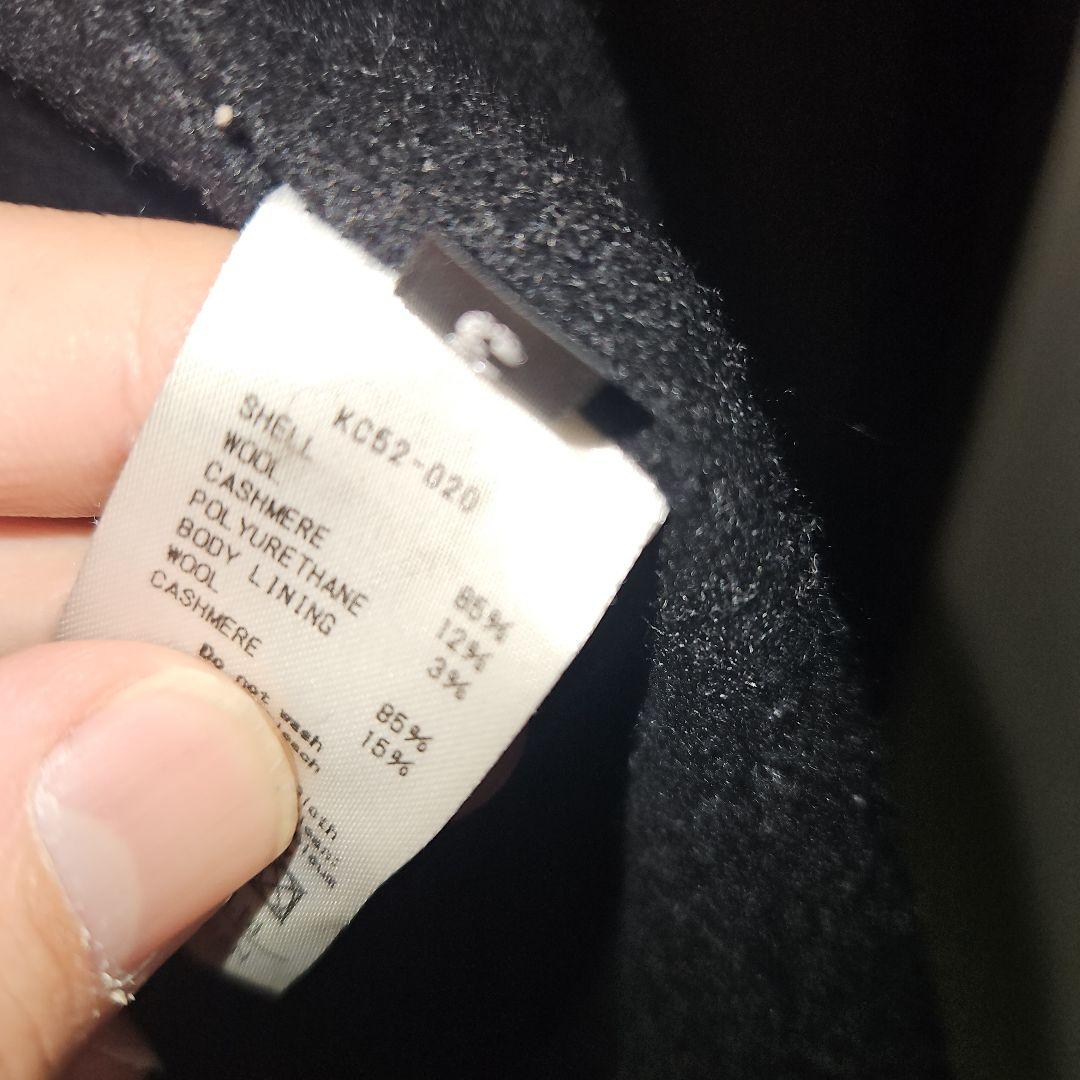 KC52-020
SHELL
WOOL 85%
CASHMERE 12%
POLYURETHANE 3%
BODY LINING
WOOL 85%
CASHMERE 15%
Do not wash